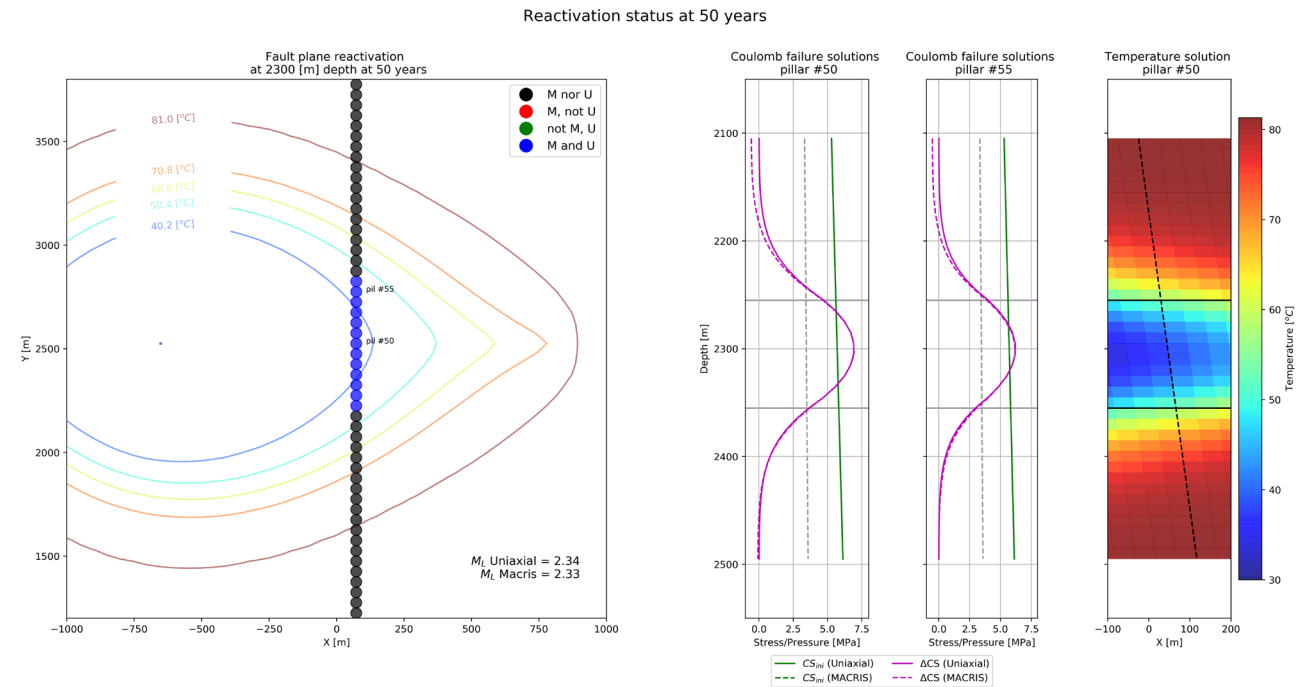 Reactivation status at 50 years
Fault plane reactivation
at 2300 [m] depth at 50 years
M nor U
M, not U
not M, U
M and U
81.0 [°C]
70.8 [°C]
60.6 [°C]
50.4 [°C]
40.2 [°C]
pil #55
pil #50
M_L Uniaxial = 2.34
M_L Macris = 2.33
3500
3000
2500
2000
1500
Y [m]
−1000 −750 −500 −250 0 250 500 750 1000
X [m]
Coulomb failure solutions
pillar #50
2100
2200
2300
2400
2500
Depth [m]
0.0 2.5 5.0 7.5
Stress/Pressure [MPa]
Coulomb failure solutions
pillar #55
0.0 2.5 5.0 7.5
Stress/Pressure [MPa]
CS_ini (Uniaxial)
CS_ini (MACRIS)
ΔCS (Uniaxial)
ΔCS (MACRIS)
Temperature solution
pillar #50
−100 0 100 200
X [m]
80
70
60
50
40
30
Temperature [°C]